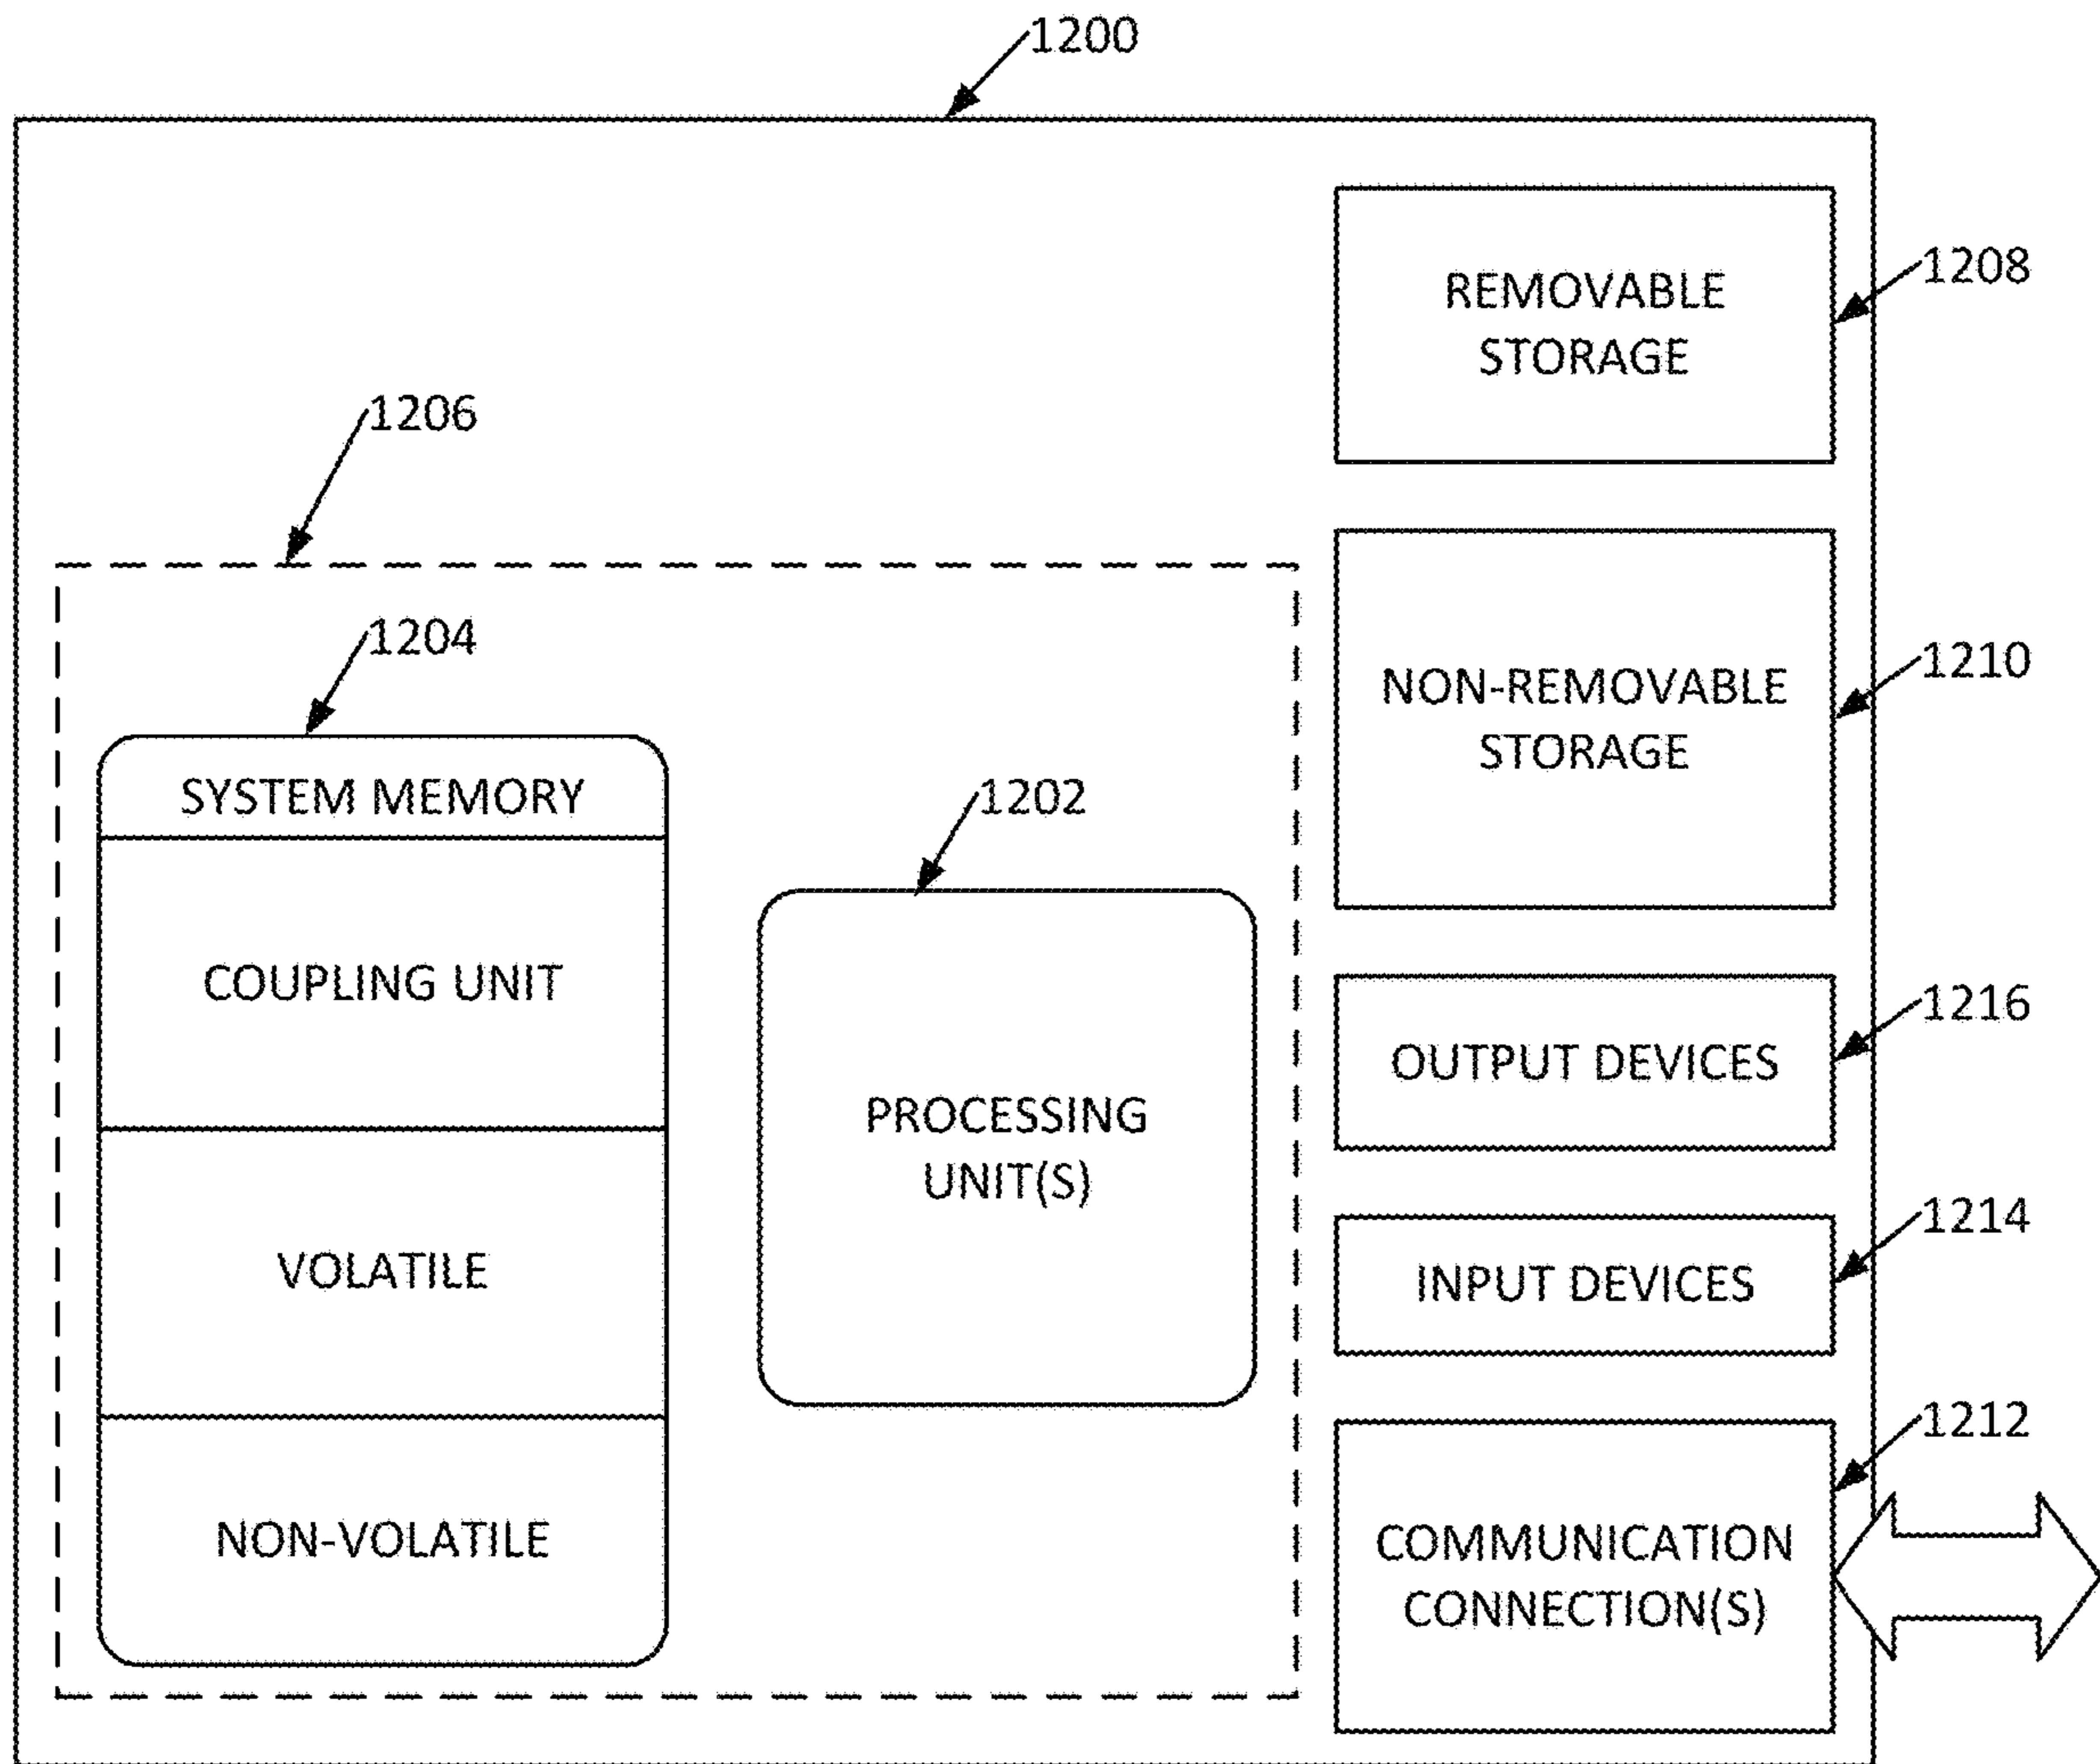 1200
REMOVABLE
STORAGE
1208
1206
NON-REMOVABLE
STORAGE
1210
1204
SYSTEM MEMORY
COUPLING UNIT
VOLATILE
NON-VOLATILE
1202
PROCESSING
UNIT(S)
OUTPUT DEVICES
1216
INPUT DEVICES
1214
COMMUNICATION
CONNECTION(S)
1212